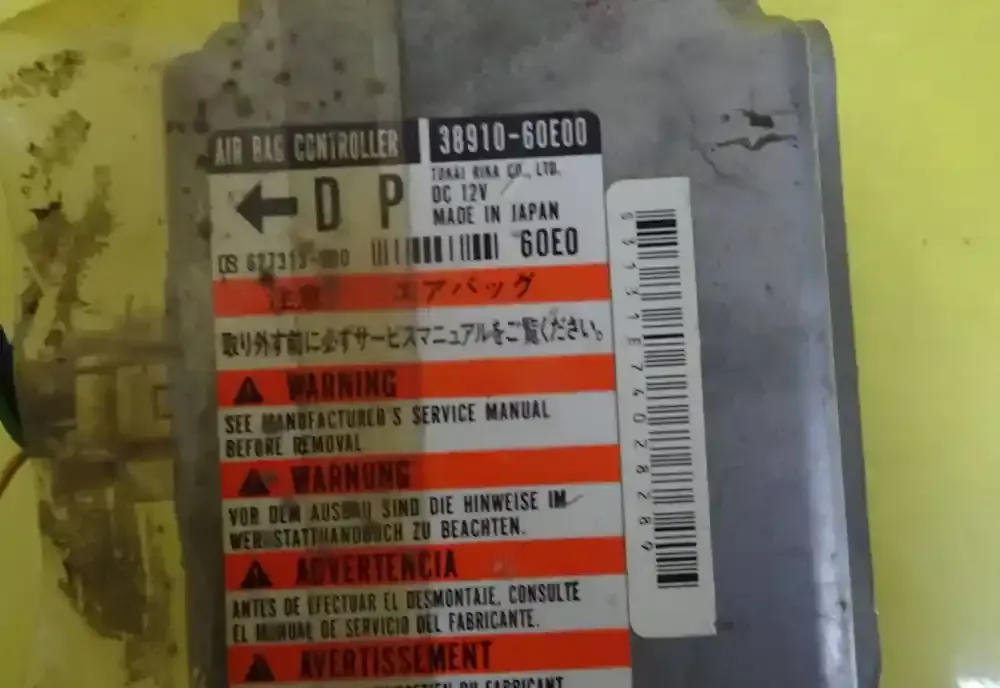 AIR BAG CONTROLLER 38910-60E00
TOKAI RIKA CO., LTD.
← D P DC 12V
MADE IN JAPAN
60E0
注意 エアバッグ
取り外す前に必ずサービスマニュアルをご覧ください。
WARNING
SEE MANUFACTURER'S SERVICE MANUAL
BEFORE REMOVAL
WARNUNG
VOR DEM AUSBAU SIND DIE HINWEISE IM
WERKSTATTHANDBUCH ZU BEACHTEN.
ADVERTENCIA
ANTES DE EFECTUAR EL DESMONTAJE, CONSULTE
EL MANUAL DE SERVICIO DEL FABRICANTE.
AVERTISSEMENT
DU FABRICANT